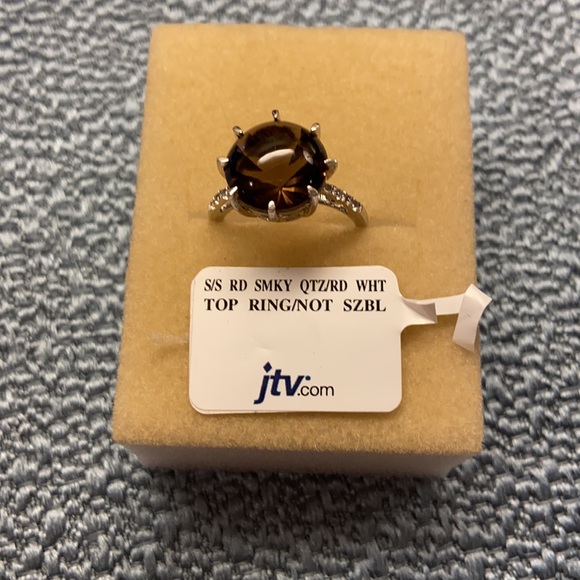 S/S RD SMKY QTZ/RD WHT
TOP RING/NOT SZBL
jtv.com